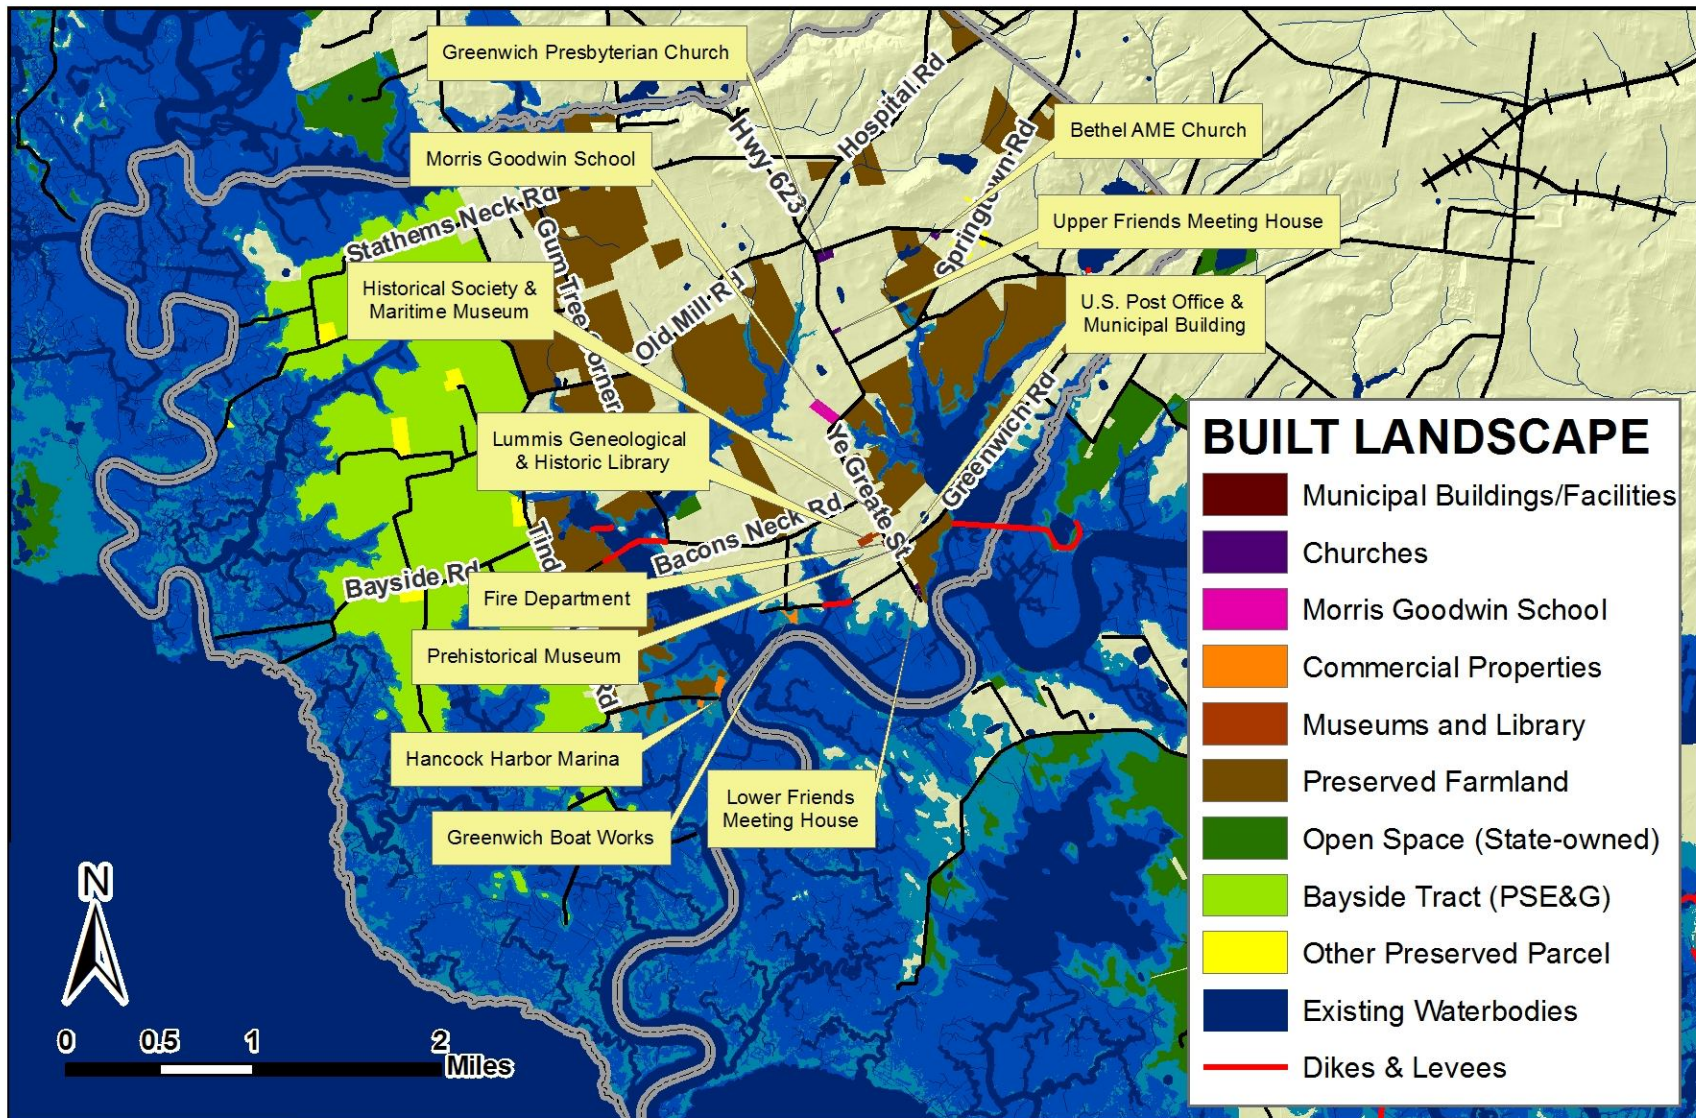 Greenwich Presbyterian Church
Hospital Rd
Hwy 623
Bethel AME Church
Morris Goodwin School
Springtown Rd
Stathems Neck Rd
Upper Friends Meeting House
Gum Tree Corner
Historical Society &
Maritime Museum
Old Mill Rd
U.S. Post Office &
Municipal Building
Greenwich Rd
Ye Greate St
Lummis Geneological
& Historic Library
Bacons Neck Rd
Tind
Rd
Bayside Rd
Fire Department
Prehistorical Museum
Hancock Harbor Marina
Lower Friends
Meeting House
Greenwich Boat Works
N
0 0.5 1 2
Miles
BUILT LANDSCAPE
Municipal Buildings/Facilities
Churches
Morris Goodwin School
Commercial Properties
Museums and Library
Preserved Farmland
Open Space (State-owned)
Bayside Tract (PSE&G)
Other Preserved Parcel
Existing Waterbodies
Dikes & Levees